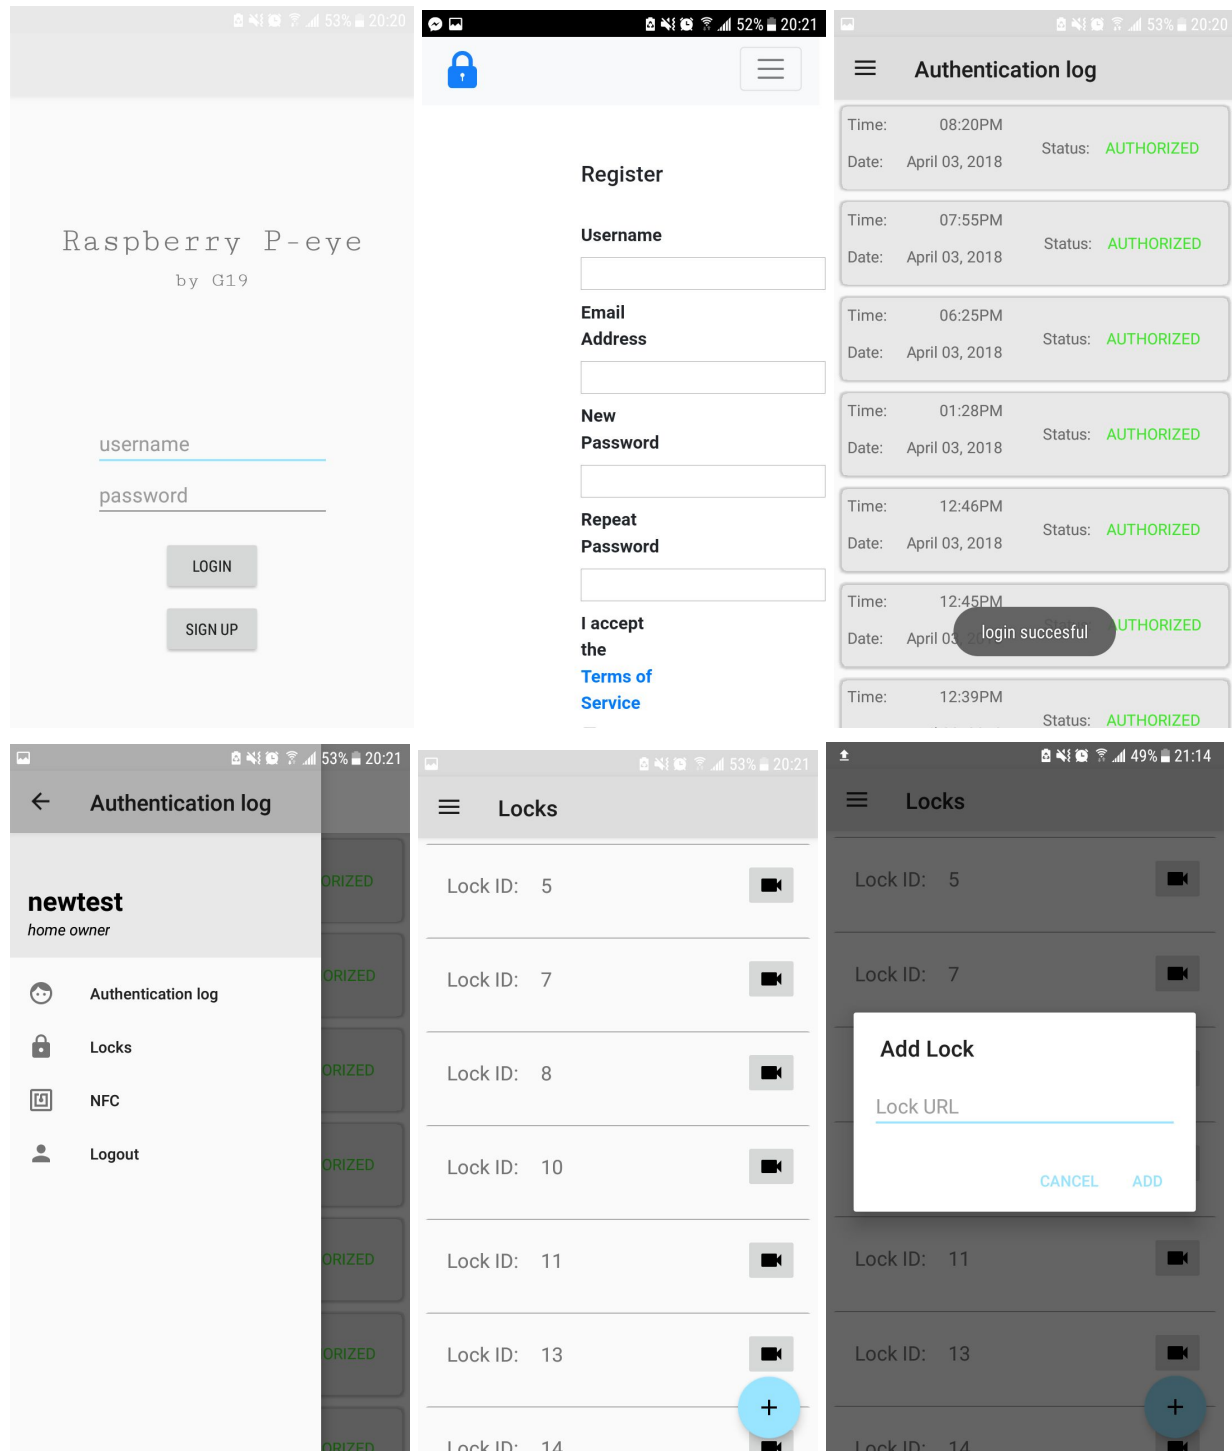 53% 20:20
Raspberry P-eye
by G19
username
password
LOGIN
SIGN UP
52% 20:21
Register
Username
Email
Address
New
Password
Repeat
Password
I accept
the
Terms of
Service
53% 20:20
Authentication log
Time: 08:20PM
Status: AUTHORIZED
Date: April 03, 2018
Time: 07:55PM
Status: AUTHORIZED
Date: April 03, 2018
Time: 06:25PM
Status: AUTHORIZED
Date: April 03, 2018
Time: 01:28PM
Status: AUTHORIZED
Date: April 03, 2018
Time: 12:46PM
Status: AUTHORIZED
Date: April 03, 2018
Time: 12:45PM
AUTHORIZED
Date: April 03, 2018
login succesful
Time: 12:39PM
Status: AUTHORIZED
53% 20:21
Authentication log
newtest
home owner
Authentication log
Locks
NFC
Logout
ORIZED
ORIZED
ORIZED
ORIZED
ORIZED
ORIZED
ORIZED
53% 20:21
Locks
Lock ID: 5
Lock ID: 7
Lock ID: 8
Lock ID: 10
Lock ID: 11
Lock ID: 13
Lock ID: 14
49% 21:14
Locks
Lock ID: 5
Lock ID: 7
Add Lock
Lock URL
CANCEL ADD
Lock ID: 11
Lock ID: 13
Lock ID: 14